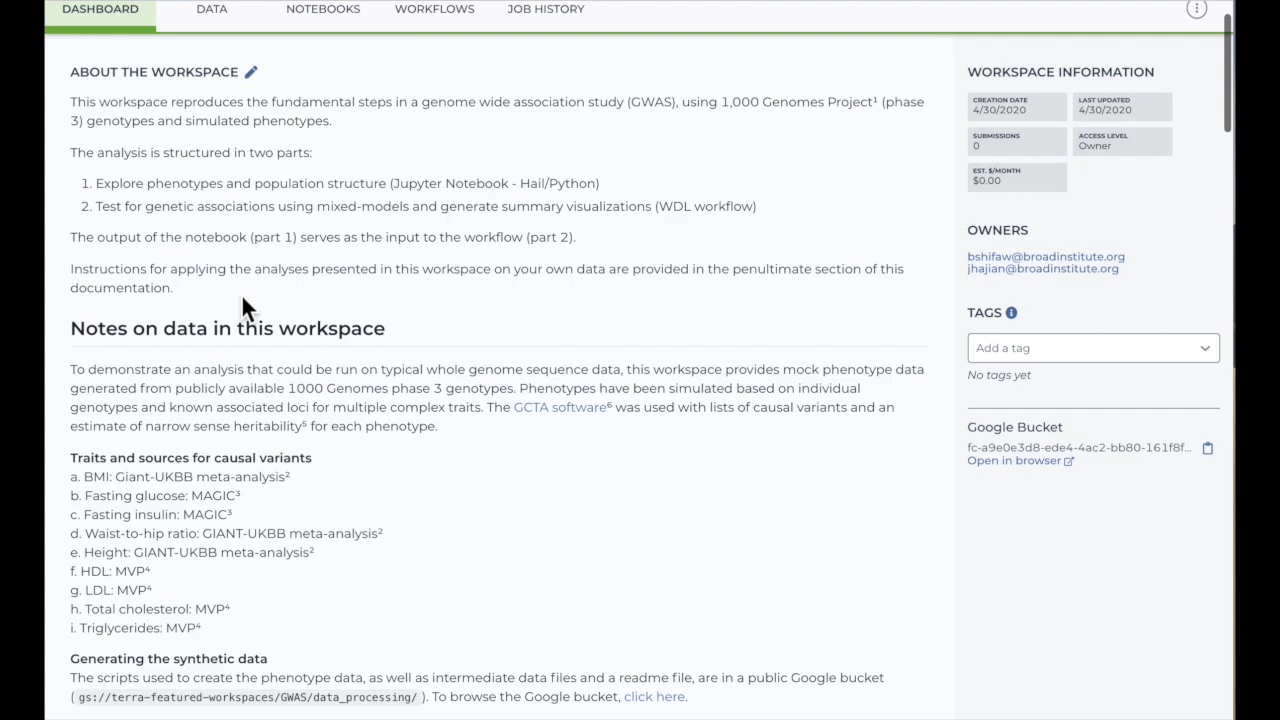 DASHBOARD DATA NOTEBOOKS WORKFLOWS JOB HISTORY
ABOUT THE WORKSPACE
This workspace reproduces the fundamental steps in a genome wide association study (GWAS), using 1,000 Genomes Project¹ (phase
3) genotypes and simulated phenotypes.
The analysis is structured in two parts:
1. Explore phenotypes and population structure (Jupyter Notebook - Hail/Python)
2. Test for genetic associations using mixed-models and generate summary visualizations (WDL workflow)
The output of the notebook (part 1) serves as the input to the workflow (part 2).
Instructions for applying the analyses presented in this workspace on your own data are provided in the penultimate section of this
documentation.
Notes on data in this workspace
To demonstrate an analysis that could be run on typical whole genome sequence data, this workspace provides mock phenotype data
generated from publicly available 1000 Genomes phase 3 genotypes. Phenotypes have been simulated based on individual
genotypes and known associated loci for multiple complex traits. The GCTA software⁶ was used with lists of causal variants and an
estimate of narrow sense heritability⁵ for each phenotype.
Traits and sources for causal variants
a. BMI: Giant-UKBB meta-analysis²
b. Fasting glucose: MAGIC³
c. Fasting insulin: MAGIC³
d. Waist-to-hip ratio: GIANT-UKBB meta-analysis²
e. Height: GIANT-UKBB meta-analysis²
f. HDL: MVP⁴
g. LDL: MVP⁴
h. Total cholesterol: MVP⁴
i. Triglycerides: MVP⁴
Generating the synthetic data
The scripts used to create the phenotype data, as well as intermediate data files and a readme file, are in a public Google bucket
( gs://terra-featured-workspaces/GWAS/data_processing/ ). To browse the Google bucket, click here.
WORKSPACE INFORMATION
CREATION DATE
4/30/2020
LAST UPDATED
4/30/2020
SUBMISSIONS
0
ACCESS LEVEL
Owner
EST. $/MONTH
$0.00
OWNERS
bshifaw@broadinstitute.org
jhajian@broadinstitute.org
TAGS
Add a tag
No tags yet
Google Bucket
fc-a9e0e3d8-ede4-4ac2-bb80-161f8f...
Open in browser